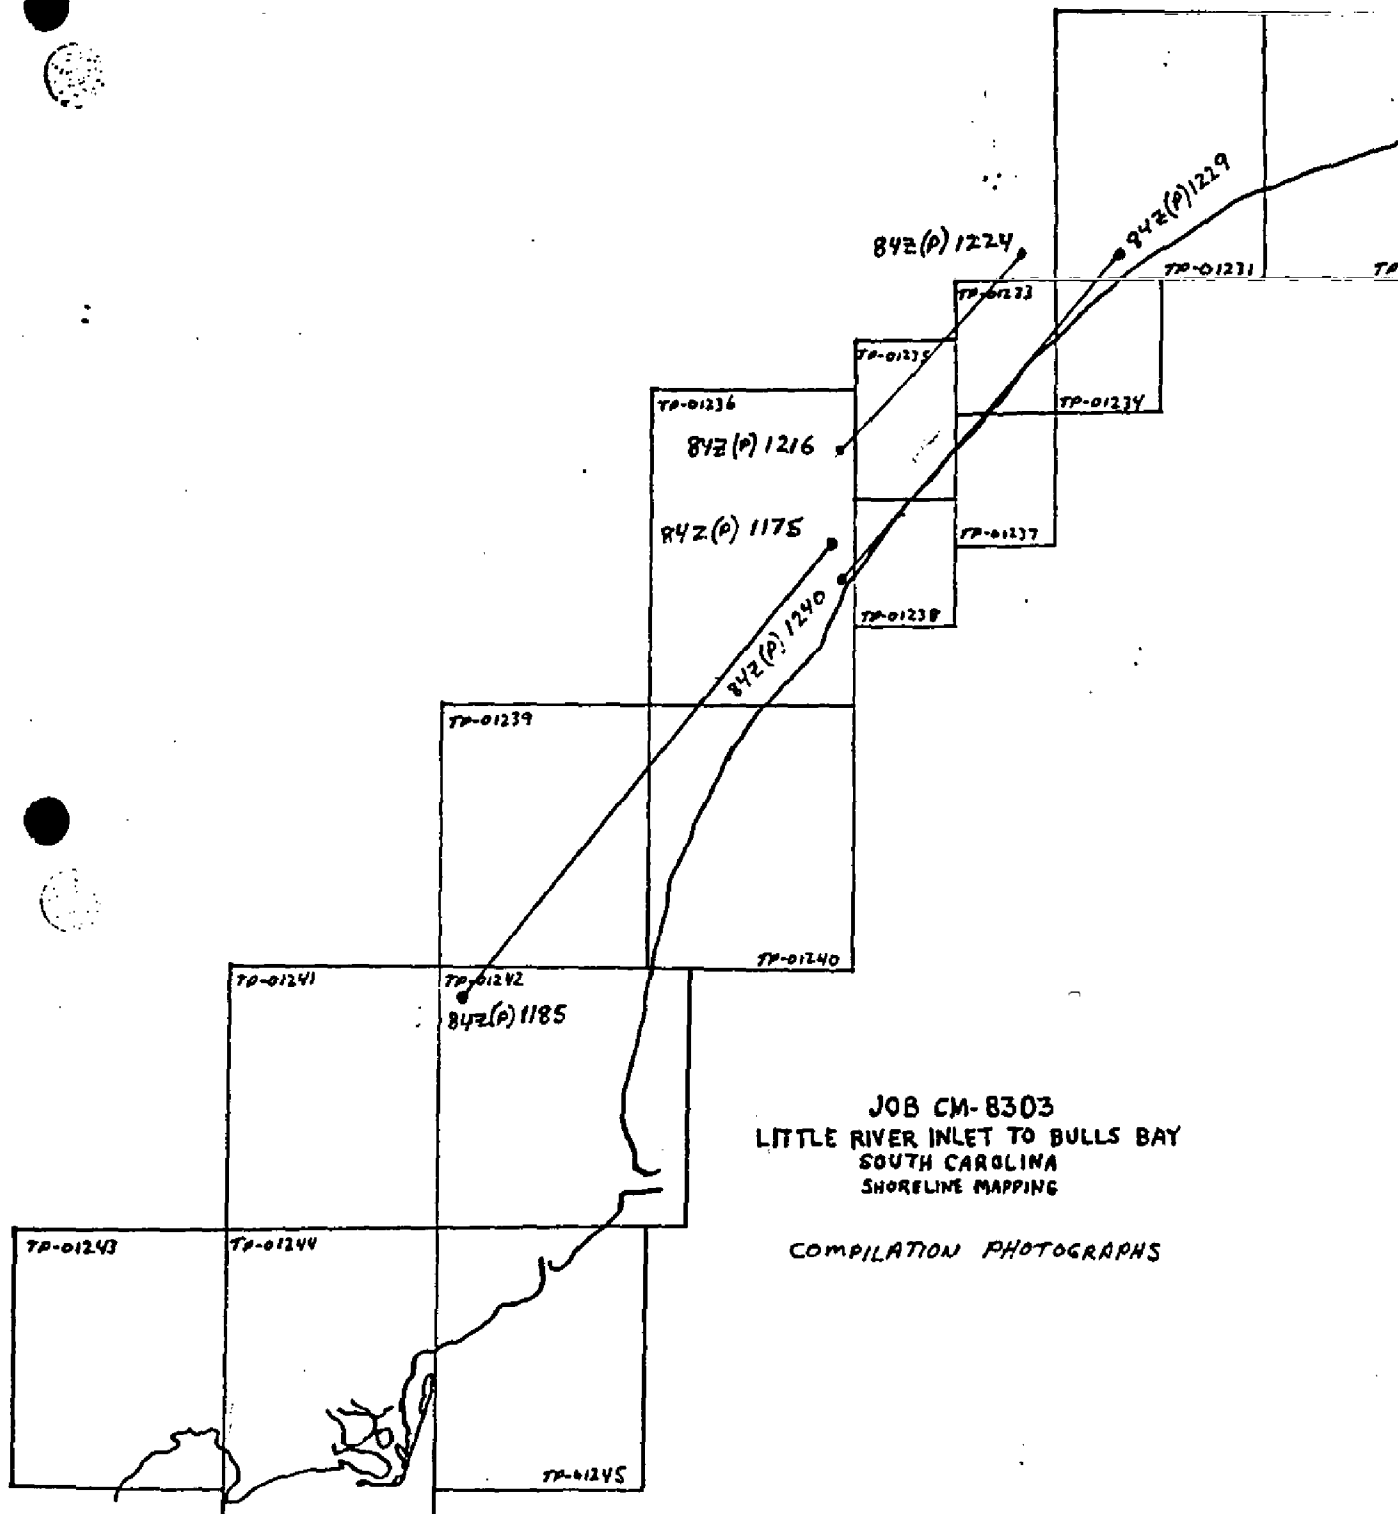 84Z(P) 1229
84Z(P) 1224
TP-01231
TP
TP-01233
TP-01235
TP-01234
TP-01236
84Z(P) 1216
84Z(P) 1175
TP-01237
84Z(P) 1240
TP-01238
TP-01239
TP-01240
TP-01241
TP-01242
84Z(P) 1185
JOB CM-8303
LITTLE RIVER INLET TO BULLS BAY
SOUTH CAROLINA
SHORELINE MAPPING
COMPILATION PHOTOGRAPHS
TP-01243
TP-01244
TP-01245